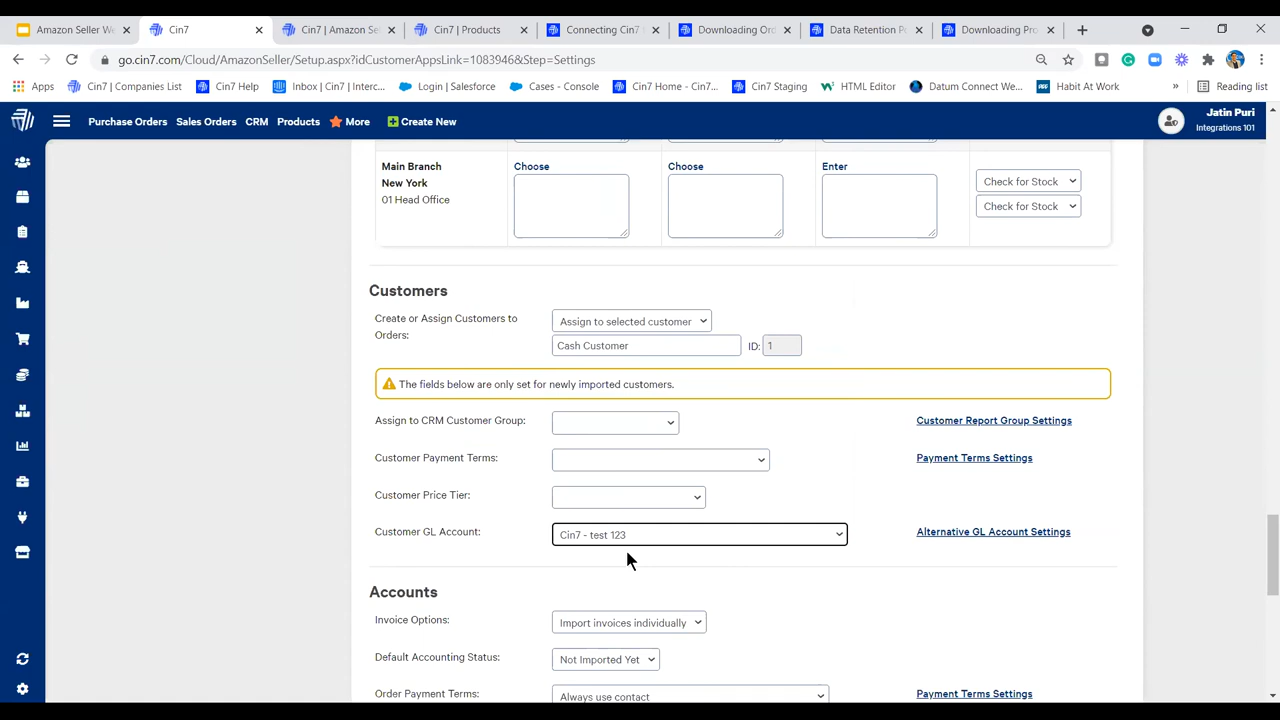 Amazon Seller W
Cin7
Cin7 | Amazon Se
Cin7 | Products
Connecting Cin7
Downloading Ord
Data Retention Po
Downloading Pro
go.cin7.com/Cloud/AmazonSeller/Setup.aspx?idCustomerAppsLink=1133946&Step=Settings
Apps
Cin7 | Companies List
Cin7 Help
Inbox | Cin7 | Interc...
Login | Salesforce
Cases - Console
Cin7 Home - Cin7...
Cin7 Staging
HTML Editor
Datum Connect We...
Habit At Work
»
Reading list
Purchase Orders
Sales Orders
CRM
Products
More
Create New
Jatin Puri
Integrations 101
Main Branch
New York
01 Head Office
Choose
Choose
Enter
Check for Stock
Check for Stock
Customers
Create or Assign Customers to
Orders:
Assign to selected customer
Cash Customer
ID: 1
The fields below are only set for newly imported customers.
Assign to CRM Customer Group:
Customer Report Group Settings
Customer Payment Terms:
Payment Terms Settings
Customer Price Tier:
Customer GL Account:
Cin7 - test 123
Alternative GL Account Settings
Accounts
Invoice Options:
Import invoices individually
Default Accounting Status:
Not Imported Yet
Order Payment Terms:
Always use contact
Payment Terms Settings